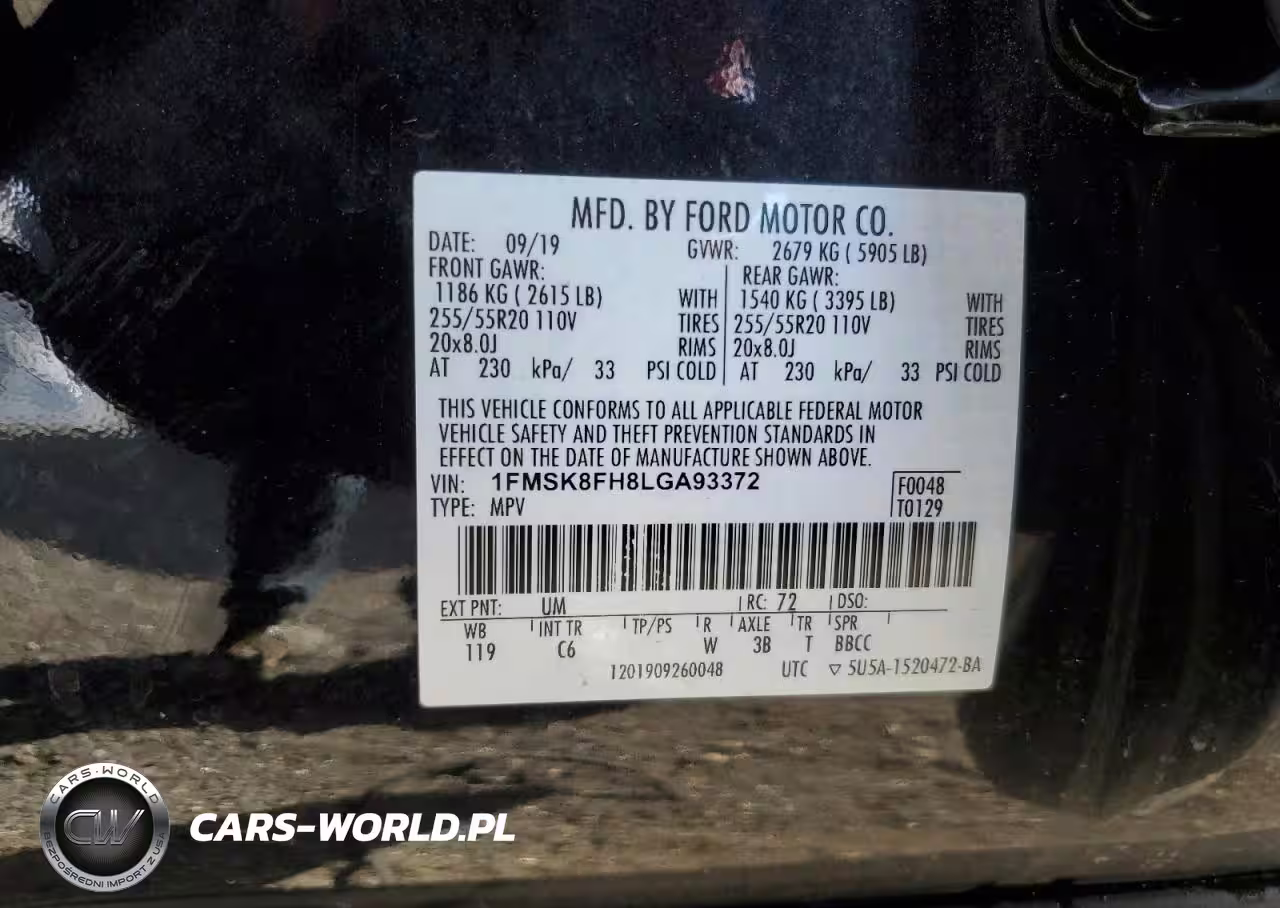 MFD. BY FORD MOTOR CO.
DATE: 09/19 GVWR: 2679 KG ( 5905 LB)
FRONT GAWR: REAR GAWR:
1186 KG ( 2615 LB) WITH 1540 KG ( 3395 LB) WITH
255/55R20 110V TIRES 255/55R20 110V TIRES
20x8.0J RIMS 20x8.0J RIMS
AT 230 kPa/ 33 PSI COLD AT 230 kPa/ 33 PSI COLD
THIS VEHICLE CONFORMS TO ALL APPLICABLE FEDERAL MOTOR
VEHICLE SAFETY AND THEFT PREVENTION STANDARDS IN
EFFECT ON THE DATE OF MANUFACTURE SHOWN ABOVE.
VIN: 1FMSK8FH8LGA93372 F0048
TYPE: MPV T0129
EXT PNT: UM RC: 72 DSO:
WB INT TR TP/PS R AXLE TR SPR
119 C6 W 3B T BBCC
1201909260048 UTC ▽ 5U5A-1520472-BA
CARS-WORLD
CW
BEZPOŚREDNI IMPORT Z USA
CARS-WORLD.PL